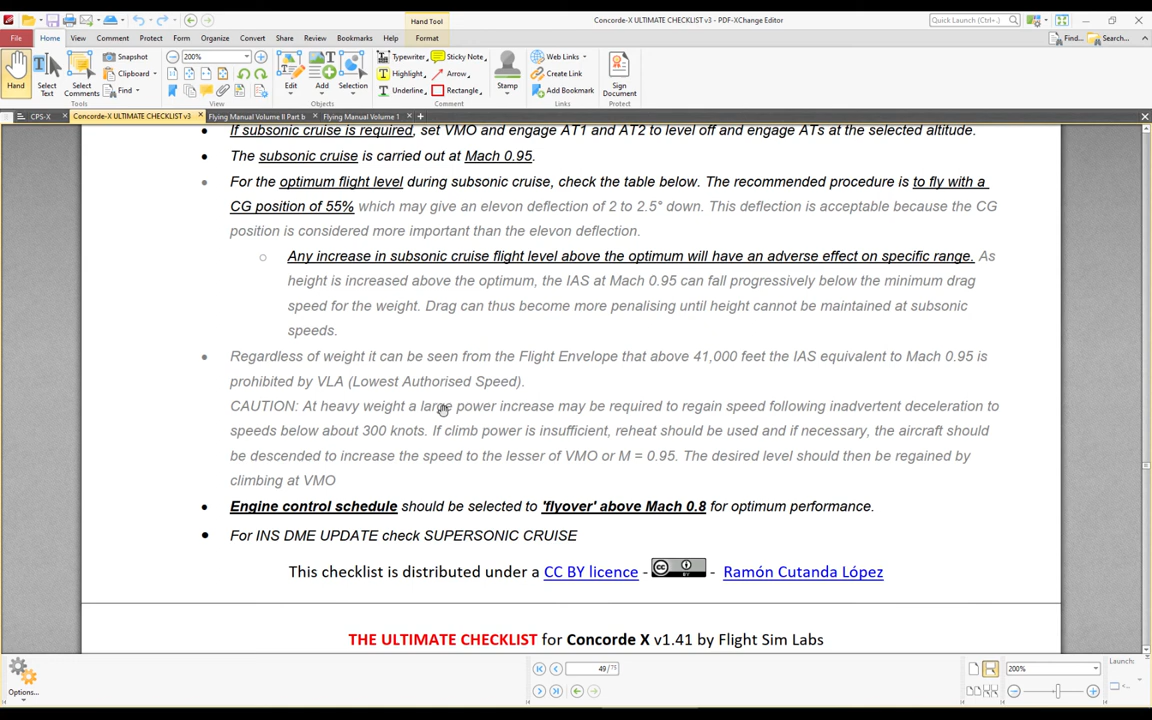 Hand Tool
Concorde-X ULTIMATE CHECKLIST v3 - PDF-XChange Editor
Quick Launch (Ctrl+.)
File Home View Comment Protect Form Organize Convert Share Review Bookmarks Help Format
Find... Search...
Hand
Select Text
Select Comments
Snapshot
Clipboard
Find
Tools
200%
View
Edit
Add
Selection
Objects
Typewriter
Highlight
Underline
Sticky Note
Arrow
Rectangle
Stamp
Comment
Web Links
Create Link
Add Bookmark
Links
Sign Document
Protect
CPS-X Concorde-X ULTIMATE CHECKLIST v3 Flying Manual Volume II Part b Flying Manual Volume 1
• If subsonic cruise is required, set VMO and engage AT1 and AT2 to level off and engage ATs at the selected altitude.
• The subsonic cruise is carried out at Mach 0.95.
• For the optimum flight level during subsonic cruise, check the table below. The recommended procedure is to fly with a
CG position of 55% which may give an elevon deflection of 2 to 2.5° down. This deflection is acceptable because the CG
position is considered more important than the elevon deflection.
○ Any increase in subsonic cruise flight level above the optimum will have an adverse effect on specific range. As
height is increased above the optimum, the IAS at Mach 0.95 can fall progressively below the minimum drag
speed for the weight. Drag can thus become more penalising until height cannot be maintained at subsonic
speeds.
• Regardless of weight it can be seen from the Flight Envelope that above 41,000 feet the IAS equivalent to Mach 0.95 is
prohibited by VLA (Lowest Authorised Speed).
CAUTION: At heavy weight a large power increase may be required to regain speed following inadvertent deceleration to
speeds below about 300 knots. If climb power is insufficient, reheat should be used and if necessary, the aircraft should
be descended to increase the speed to the lesser of VMO or M = 0.95. The desired level should then be regained by
climbing at VMO
• Engine control schedule should be selected to 'flyover' above Mach 0.8 for optimum performance.
• For INS DME UPDATE check SUPERSONIC CRUISE
This checklist is distributed under a CC BY licence - cc BY - Ramón Cutanda López
THE ULTIMATE CHECKLIST for Concorde X v1.41 by Flight Sim Labs
Options...
49 / 75
200%
Launch: